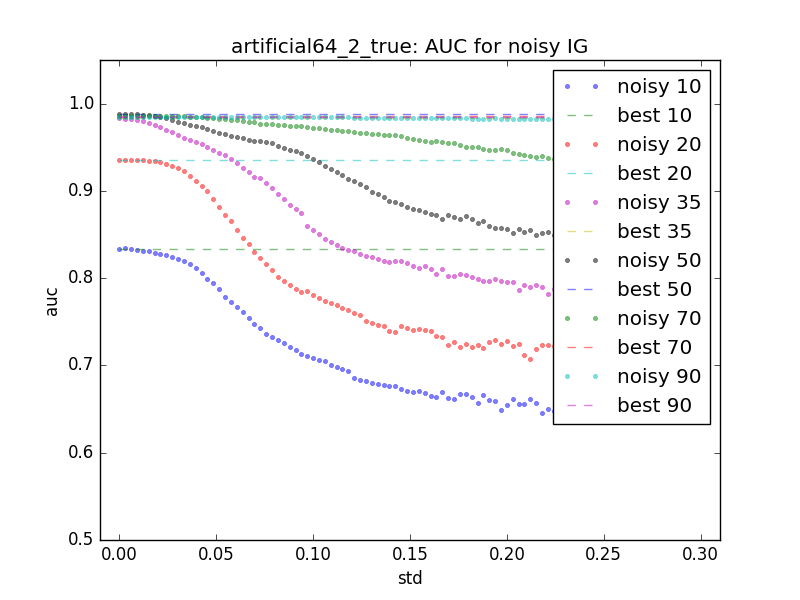 artificial64_2_true: AUC for noisy IG
1.0
0.9
0.8
0.7
0.6
0.5
auc
0.00 0.05 0.10 0.15 0.20 0.25 0.30
std
noisy 10
best 10
noisy 20
best 20
noisy 35
best 35
noisy 50
best 50
noisy 70
best 70
noisy 90
best 90